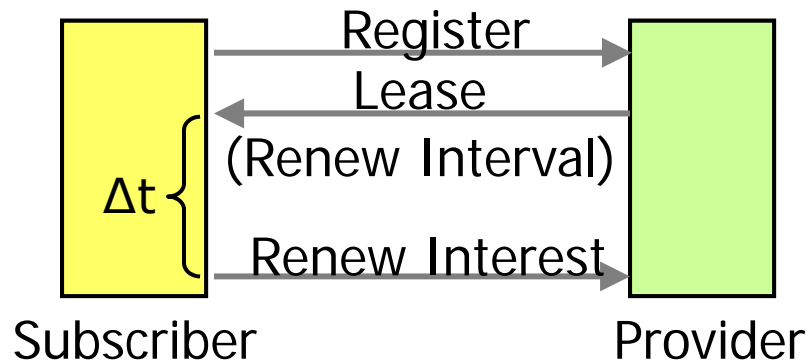 Register
Lease
(Renew Interval)
Δt
Renew Interest
Subscriber
Provider